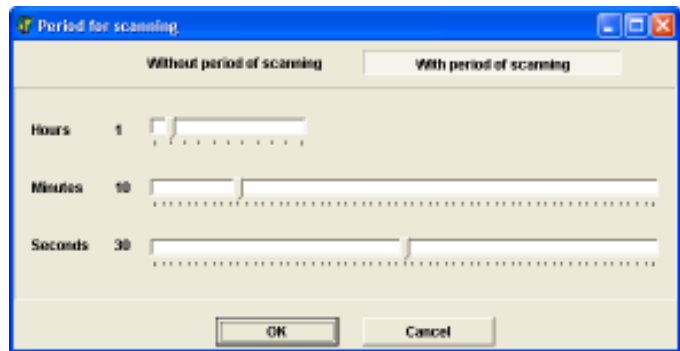 Period for scanning
Without period of scanning With period of scanning
Hours 1
Minutes 10
Seconds 30
OK Cancel